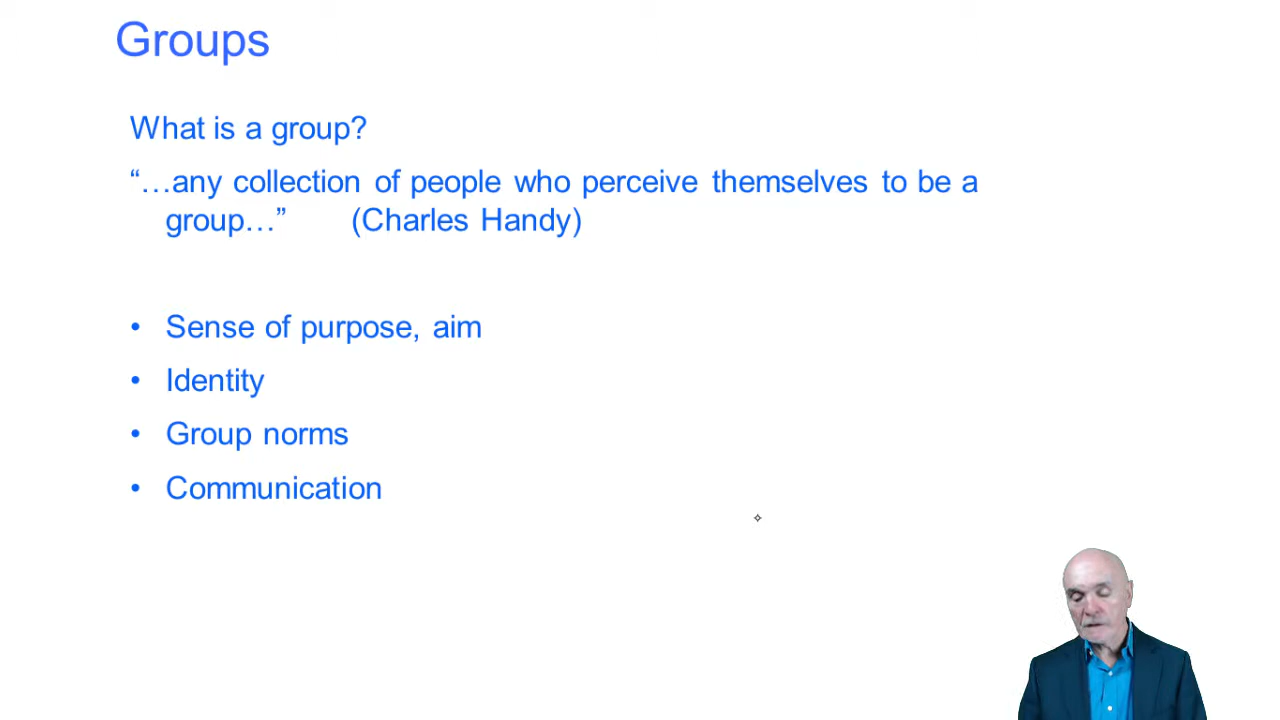 Groups
What is a group?
“…any collection of people who perceive themselves to be a
group…” (Charles Handy)
• Sense of purpose, aim
• Identity
• Group norms
• Communication